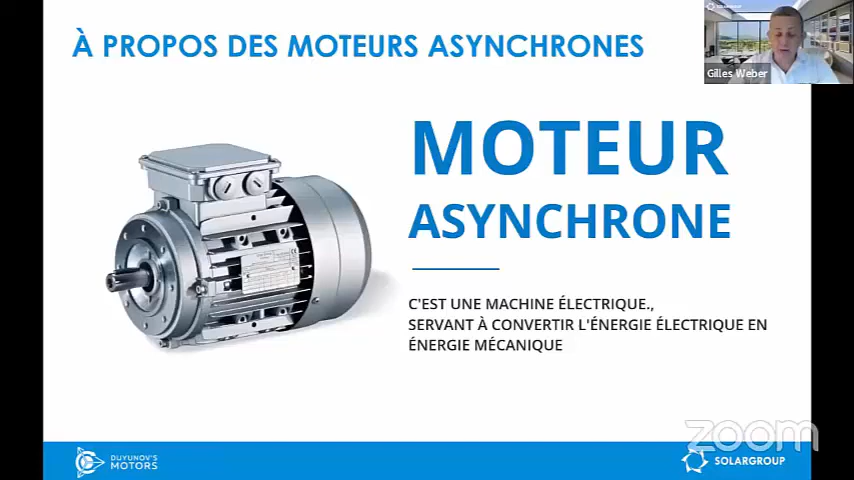 À PROPOS DES MOTEURS ASYNCHRONES
SOLARGROUP
Gilles Weber
MOTEUR
ASYNCHRONE
C'EST UNE MACHINE ÉLECTRIQUE.,
SERVANT À CONVERTIR L'ÉNERGIE ÉLECTRIQUE EN
ÉNERGIE MÉCANIQUE
zoom
DUYUNOV'S
MOTORS
SOLARGROUP